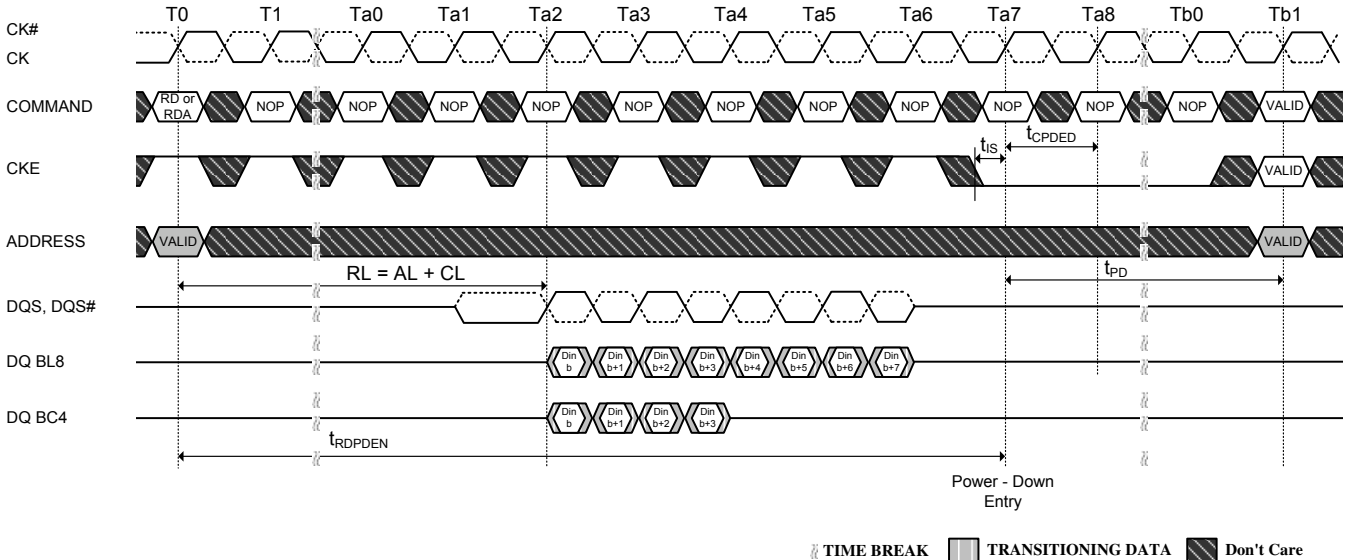 T0 T1 Ta0 Ta1 Ta2 Ta3 Ta4 Ta5 Ta6 Ta7 Ta8 Tb0 Tb1
CK#
CK
COMMAND RD or RDA NOP NOP NOP NOP NOP NOP NOP NOP NOP NOP NOP VALID
tIS tCPDED
CKE VALID
ADDRESS VALID VALID
RL = AL + CL tPD
DQS, DQS#
DQ BL8 Din b Din b+1 Din b+2 Din b+3 Din b+4 Din b+5 Din b+6 Din b+7
DQ BC4 Din b Din b+1 Din b+2 Din b+3
tRDPDEN
Power - Down
Entry
TIME BREAK TRANSITIONING DATA Don't Care